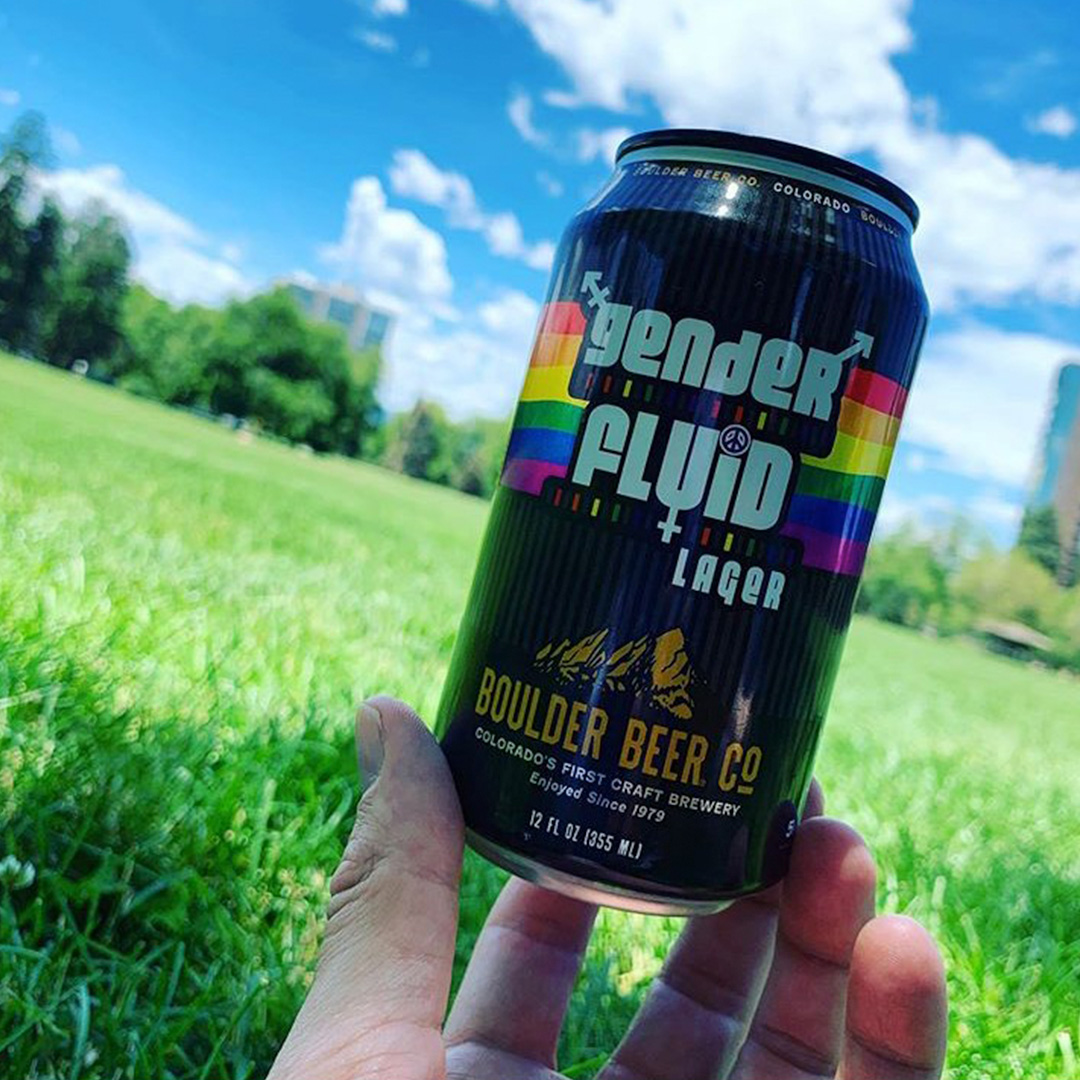 BOULDER BEER CO. COLORADO
gender
FLUID
LAGER
BOULDER BEER CO
COLORADO'S FIRST CRAFT BREWERY
Enjoyed Since 1979
12 FL OZ (355 ML)